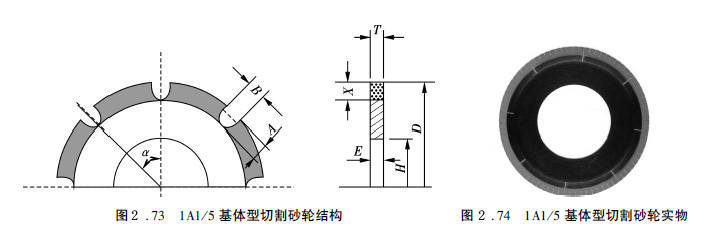 B
A
α
T
X
D
E
H
图 2 .73 1A1/5 基体型切割砂轮结构
图 2 .74 1A1/5 基体型切割砂轮实物